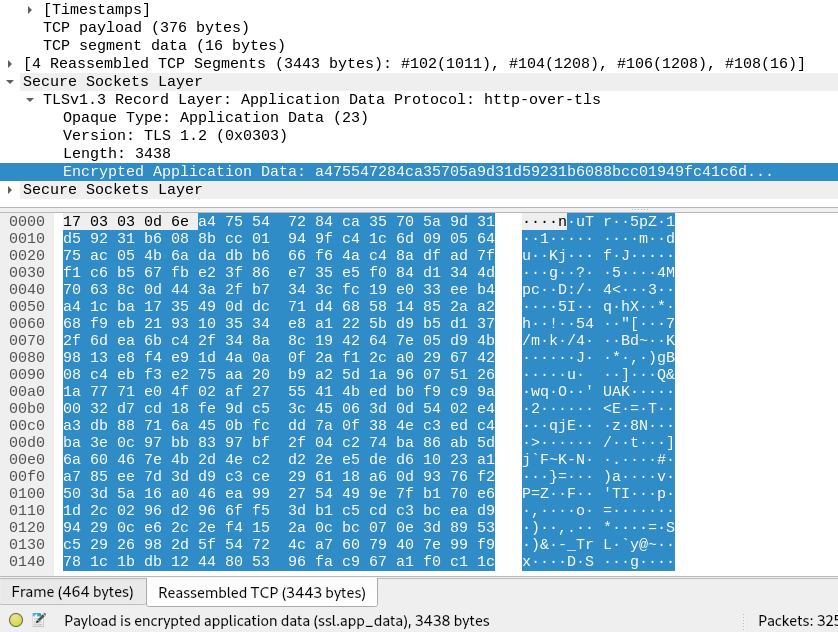 [Timestamps]
TCP payload (376 bytes)
TCP segment data (16 bytes)
[4 Reassembled TCP Segments (3443 bytes): #102(1011), #104(1208), #106(1208), #108(16)]
Secure Sockets Layer
TLSv1.3 Record Layer: Application Data Protocol: http-over-tls
Opaque Type: Application Data (23)
Version: TLS 1.2 (0x0303)
Length: 3438
Encrypted Application Data: a475547284ca35705a9d31d59231b6088bcc01949fc41c6d...
Secure Sockets Layer
0000 17 03 03 0d 6e a4 75 54 72 84 ca 35 70 5a 9d 31 ····n·uT r··5pZ·1
0010 d5 92 31 b6 08 8b cc 01 94 9f c4 1c 6d 09 05 64 ··1····· ····m··d
0020 75 ac 05 4b 6a da db b6 66 f6 4a c4 8a df ad 7f u··Kj··· f·J·····
0030 f1 c6 b5 67 fb e2 3f 86 e7 35 e5 f0 84 d1 34 4d ···g··?· ·5····4M
0040 70 63 8c 0d 44 3a 2f b7 34 3c fc 19 e0 33 ee b4 pc··D:/· 4<···3··
0050 a4 1c ba 17 35 49 0d dc 71 d4 68 58 14 85 2a a2 ····5I·· q·hX··*·
0060 68 f9 eb 21 93 10 35 34 e8 a1 22 5b d9 b5 d1 37 h··!··54 ··"[···7
0070 2f 6d ea 6b c4 2f 34 8a 8c 19 42 64 7e 05 d9 4b /m·k·/4· ··Bd~··K
0080 98 13 e8 f4 e9 1d 4a 0a 0f 2a f1 2c a0 29 67 42 ······J· ·*·,·)gB
0090 08 c4 eb f3 e2 75 aa 20 b9 a2 5d 1a 96 07 51 26 ·····u·  ··]···Q&
00a0 1a 77 71 e0 4f 02 af 27 55 41 4b ed b0 f9 c9 9a ·wq·O··' UAK·····
00b0 00 32 d7 cd 18 fe 9d c5 3c 45 06 3d 0d 54 02 e4 ·2······ <E·=·T··
00c0 a3 db 88 71 6a 45 0b fc dd 7a 0f 38 4e c3 ed c4 ···qjE·· ·z·8N···
00d0 ba 3e 0c 97 bb 83 97 bf 2f 04 c2 74 ba 86 ab 5d ·>······ /··t···]
00e0 6a 60 46 7e 4b 2d 4e c2 d2 2e e5 de d6 10 23 a1 j`F~K-N· ·.····#·
00f0 a7 85 ee 7d 3d d9 c3 ce 29 61 18 a6 0d 93 76 f2 ···}=··· )a····v·
0100 50 3d 5a 16 a0 46 ea 99 27 54 49 9e 7f b1 70 e6 P=Z··F·· 'TI···p·
0110 1d 2c 02 96 d2 96 6f f5 3d b1 c5 cd c3 bc ea d9 ·,····o· =·······
0120 94 29 0c e6 2c 2e f4 15 2a 0c bc 07 0e 3d 89 53 ·)··,.·· *····=·S
0130 c5 29 26 98 2d 5f 54 72 4c a7 60 79 40 7e 99 f9 ·)&·-_Tr L·`y@~··
0140 78 1c 1b db 12 44 80 53 96 fa c9 67 a1 f0 c1 1c x····D·S ···g····
Frame (464 bytes) Reassembled TCP (3443 bytes)
Payload is encrypted application data (ssl.app_data), 3438 bytes Packets: 325